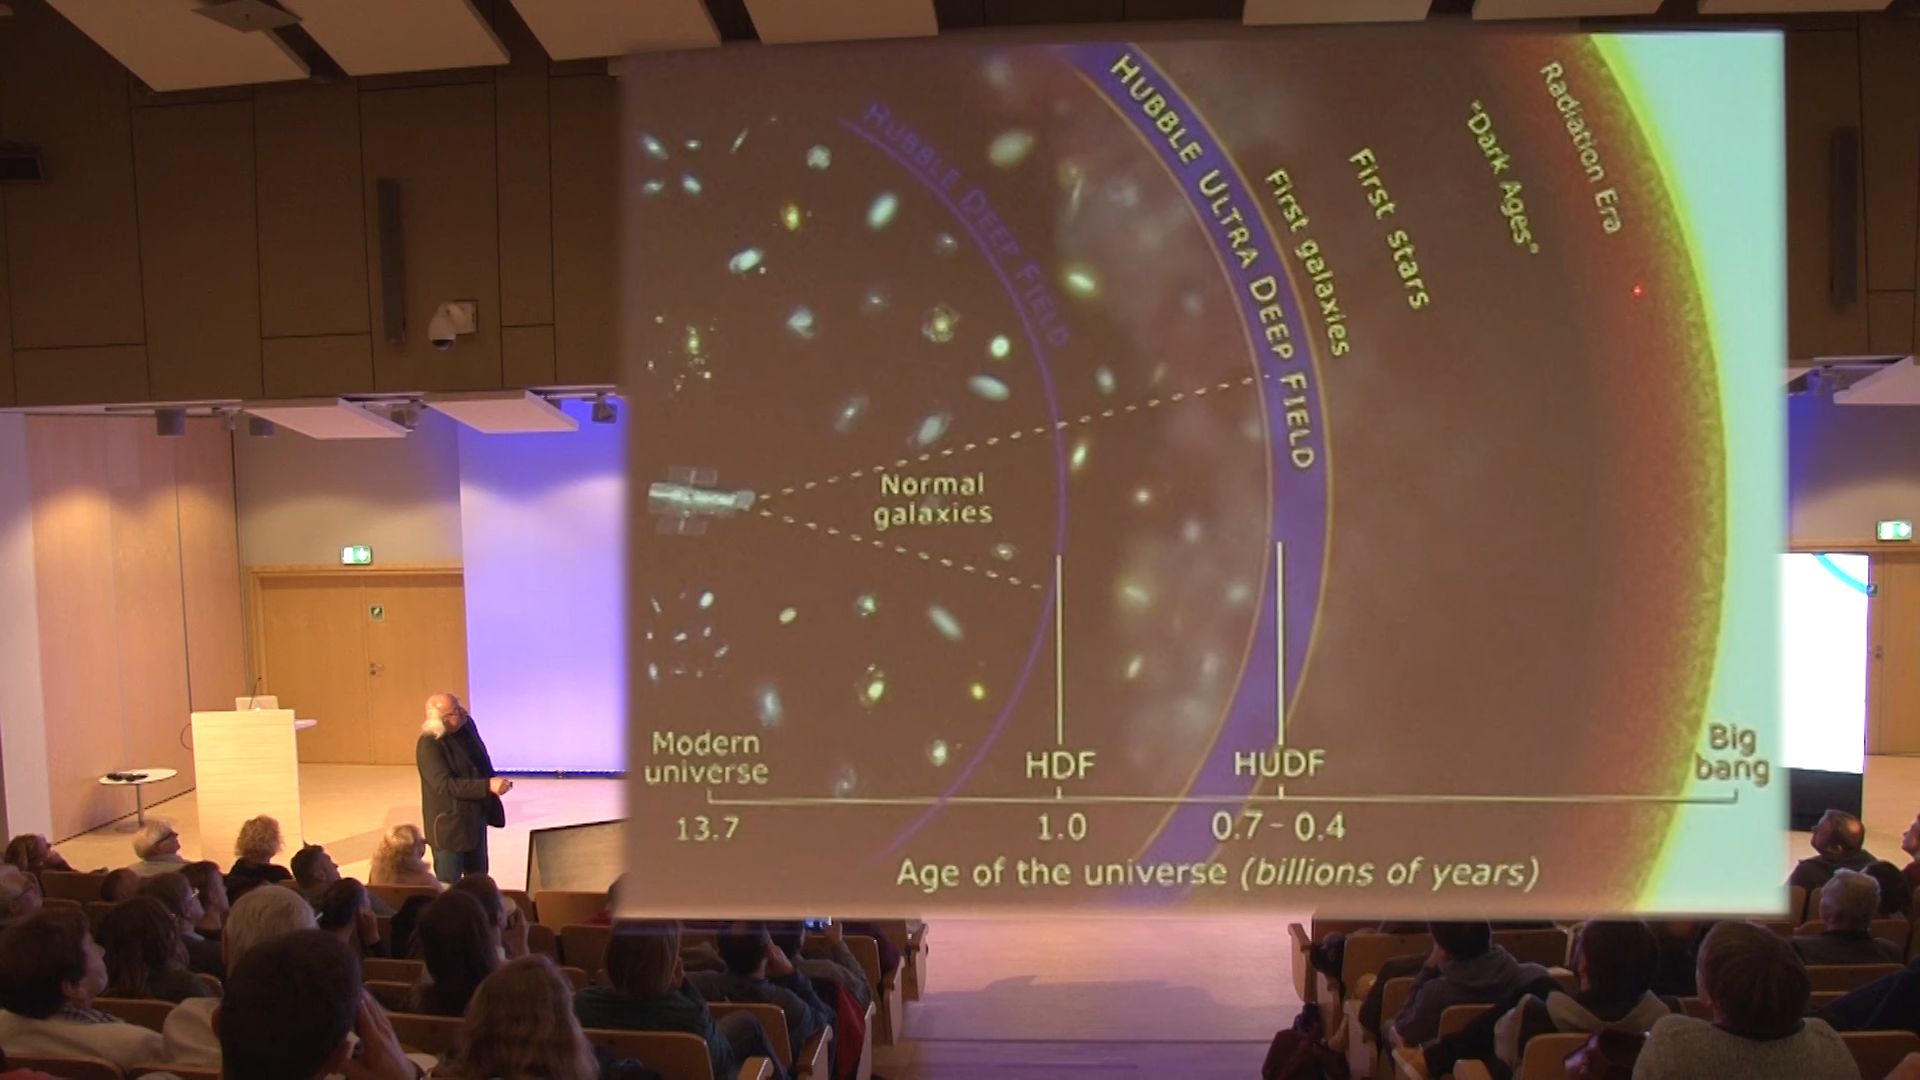 HUBBLE DEEP FIELD
HUBBLE ULTRA DEEP FIELD
First galaxies
First stars
"Dark Ages"
Radiation Era
Normal
galaxies
Modern
universe
HDF
HUDF
Big
bang
13.7
1.0
0.7 - 0.4
Age of the universe (billions of years)